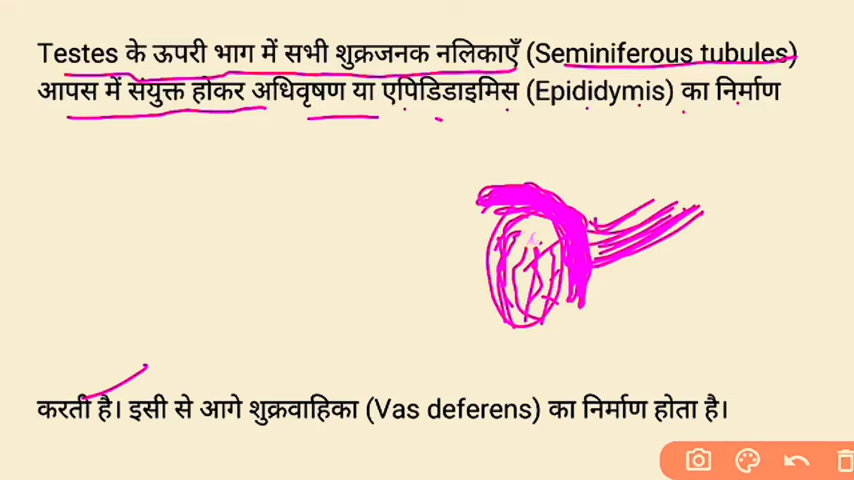 Testes के ऊपरी भाग में सभी शुक्रजनक नलिकाएँ (Seminiferous tubules)
आपस में संयुक्त होकर अधिवृषण या एपिडिडाइमिस (Epididymis) का निर्माण
करती है। इसी से आगे शुक्रवाहिका (Vas deferens) का निर्माण होता है।